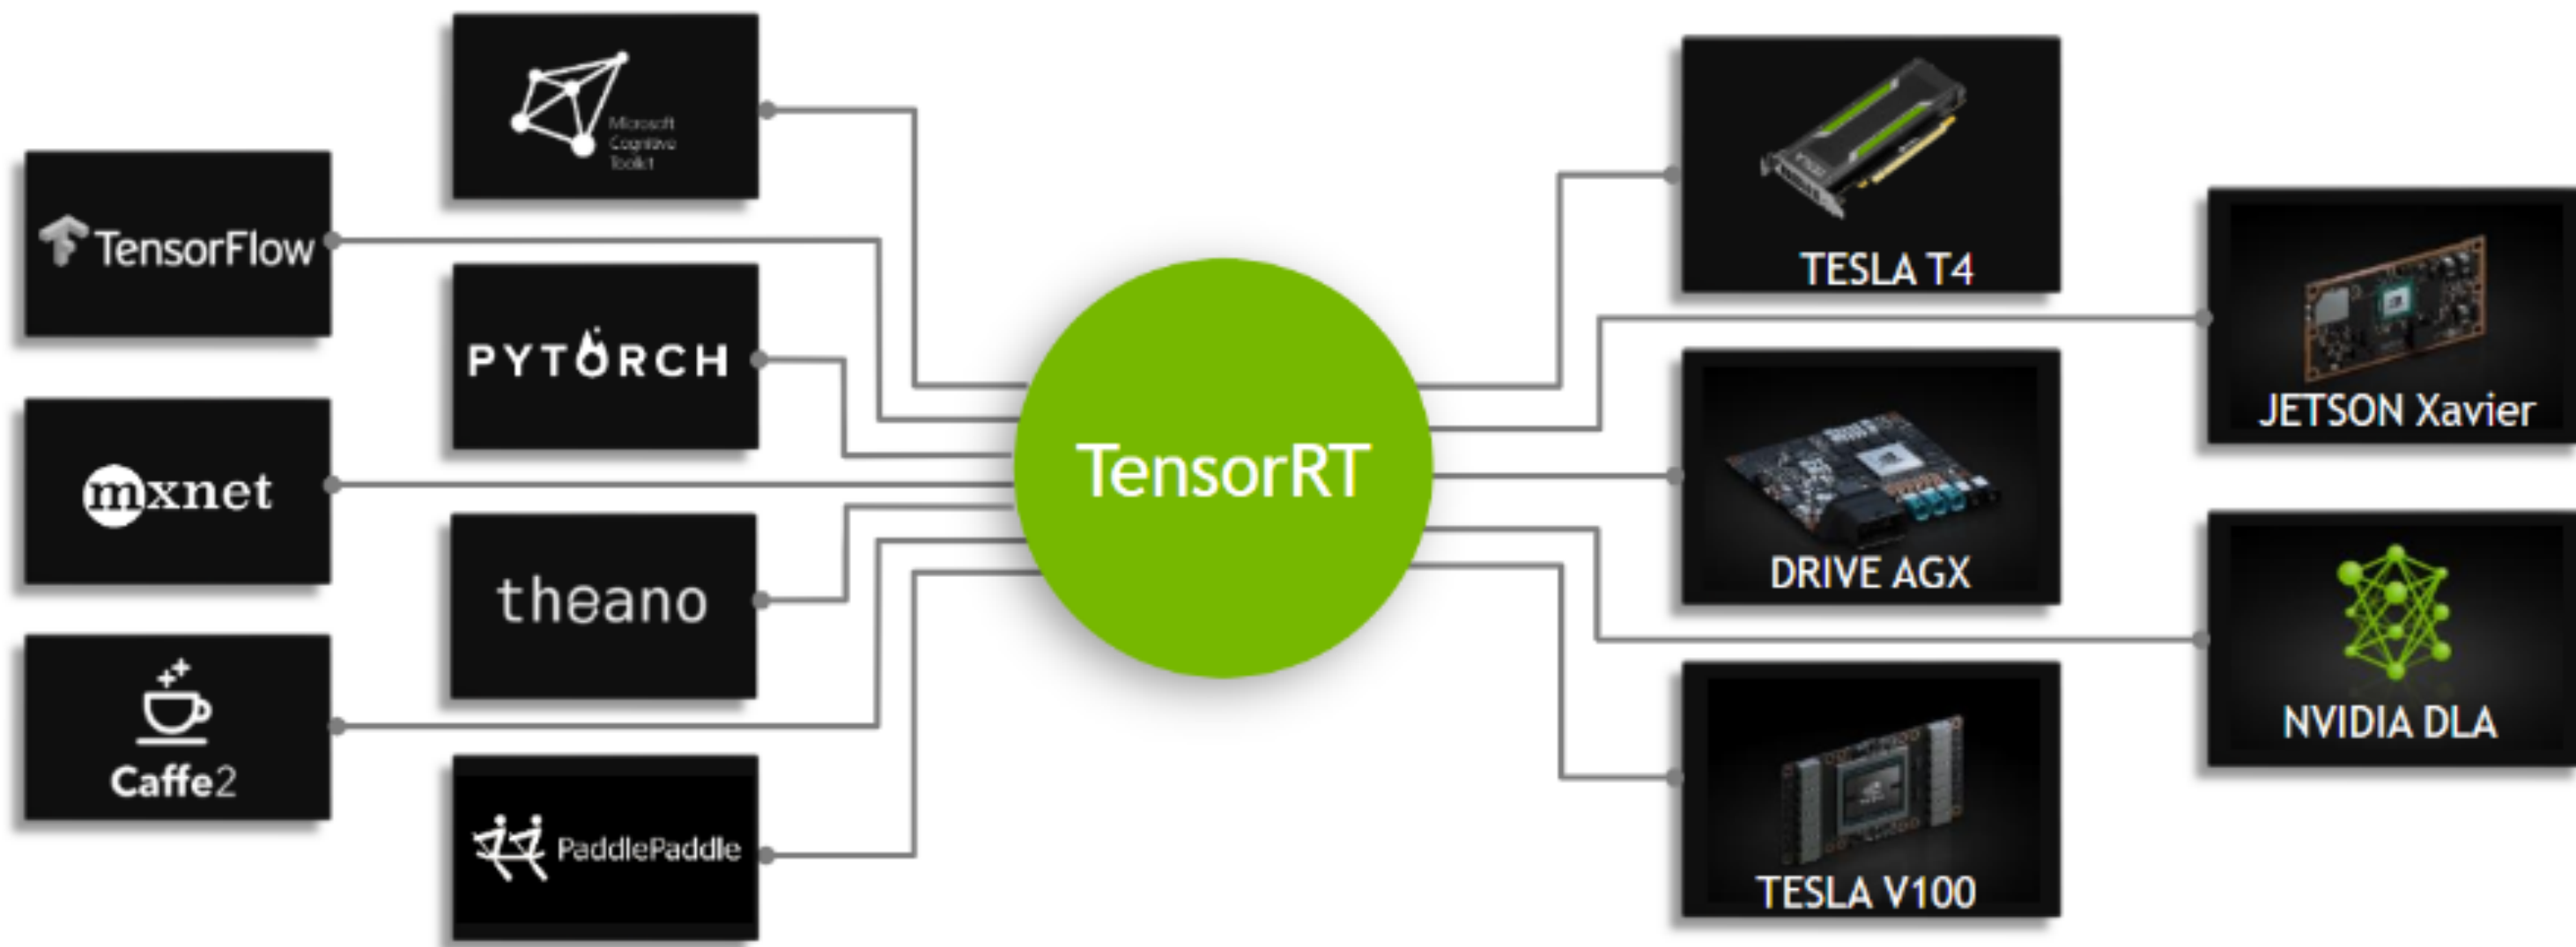 Microsoft
Cognitive
Toolkit
TensorFlow
PYTORCH
mxnet
theano
Caffe2
PaddlePaddle
TensorRT
TESLA T4
JETSON Xavier
DRIVE AGX
NVIDIA DLA
TESLA V100